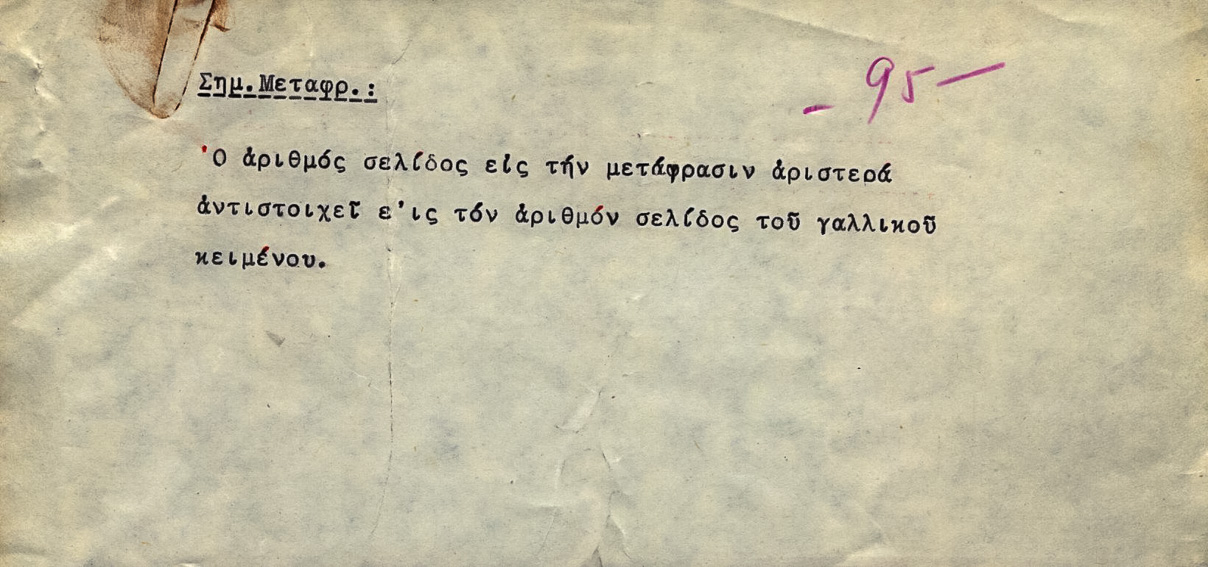 Σημ.Μεταφρ.:
- 95 -
Ὁ ἀριθμός σελίδος εἰς τήν μετάφρασιν ἀριστερά
ἀντιστοιχεῖ ε'ις τόν ἀριθμόν σελίδος τοῦ γαλλικοῦ
κειμένου.